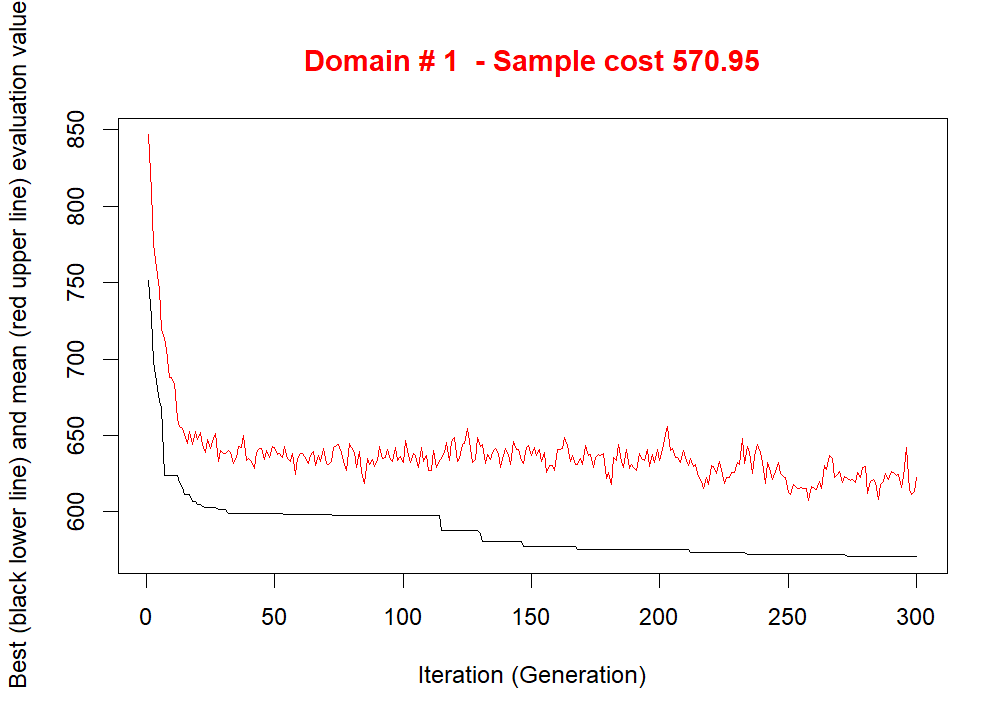 Domain # 1  - Sample cost 570.95
Best (black lower line) and mean (red upper line) evaluation value
850
800
750
700
650
600
0 50 100 150 200 250 300
Iteration (Generation)